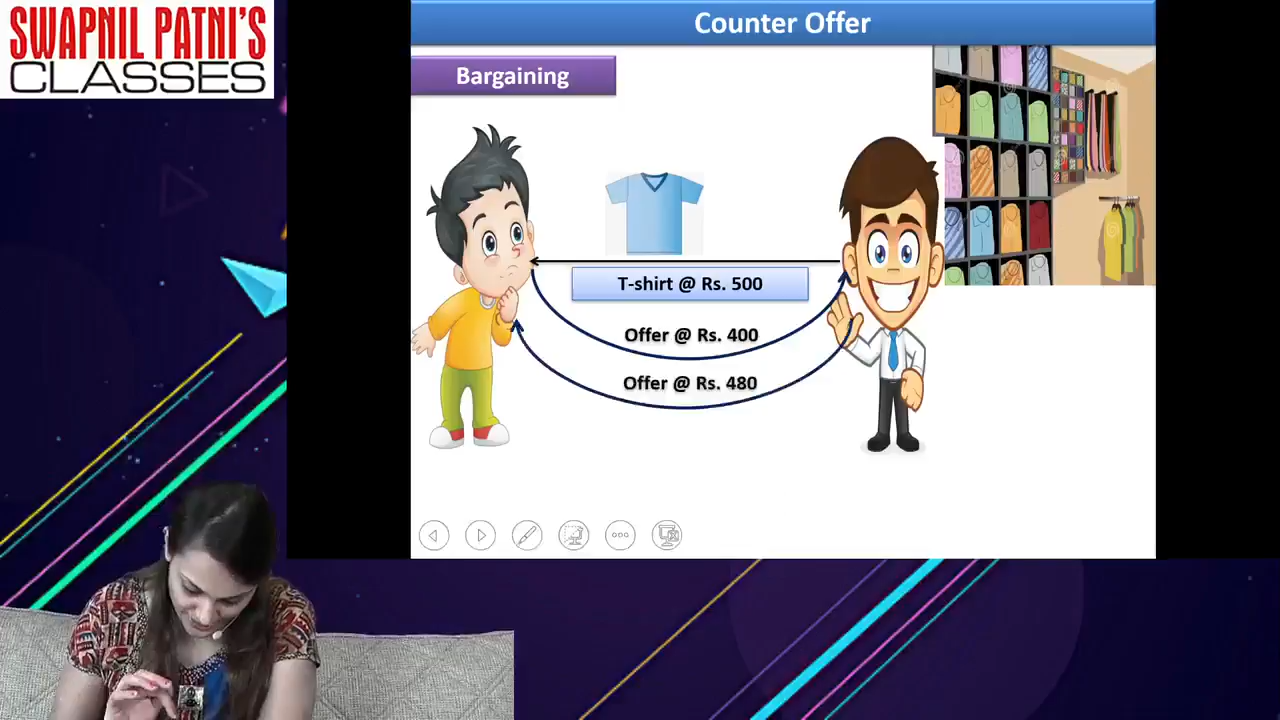 SWAPNIL PATNI'S
CLASSES
Counter Offer
Bargaining
T-shirt @ Rs. 500
Offer @ Rs. 400
Offer @ Rs. 480